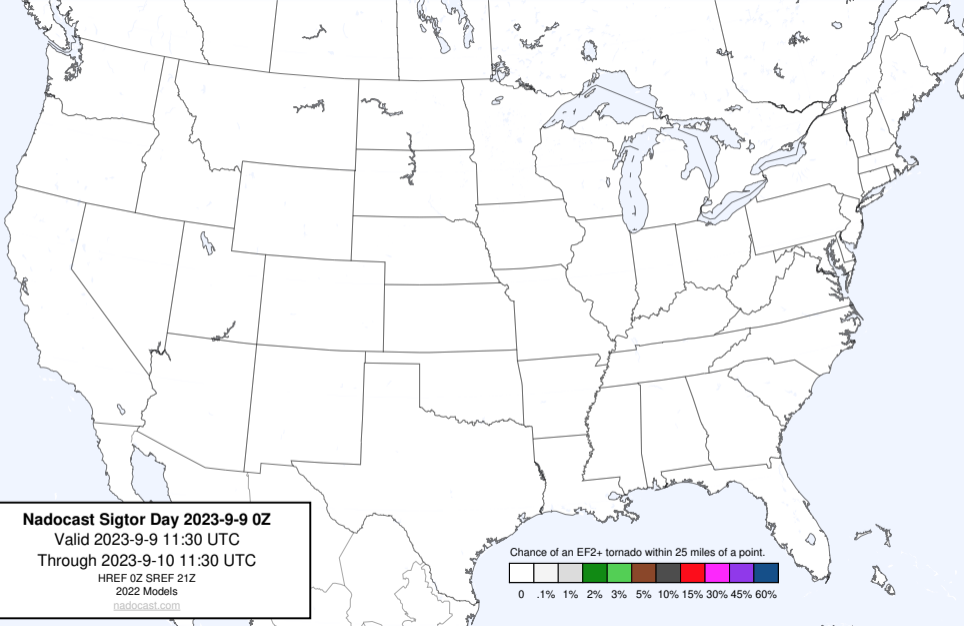 Nadocast Sigtor Day 2023-9-9 0Z
Valid 2023-9-9 11:30 UTC
Through 2023-9-10 11:30 UTC
HREF 0Z SREF 21Z
2022 Models
nadocast.com
Chance of an EF2+ tornado within 25 miles of a point.
0 .1% 1% 2% 3% 5% 10% 15% 30% 45% 60%